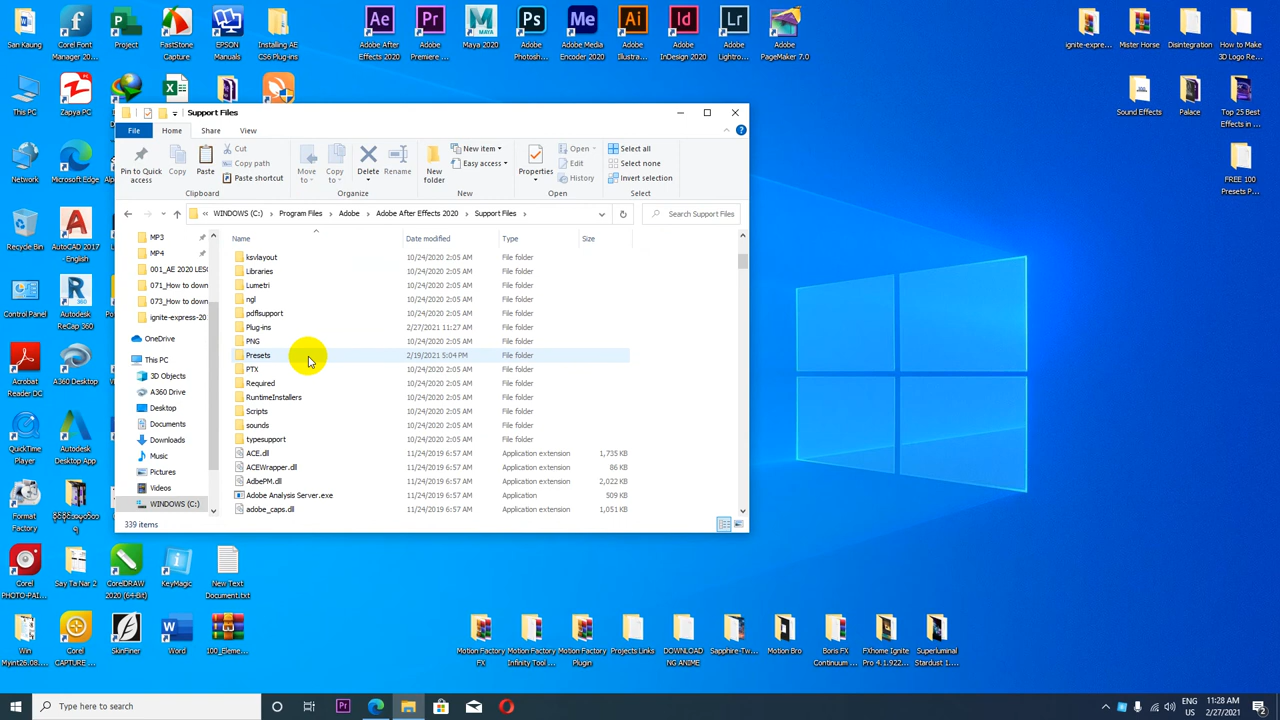 San Kaung
Corel Font
Manager 20...
Project
FastStone
Capture
EPSON
Manuals
Installing AE
CS6 Plug-ins
Adobe After
Effects 2020
Adobe
Premiere ...
Maya 2020
Adobe
Photosh...
Adobe Media
Encoder 2020
Adobe
Illustra...
Adobe
InDesign 2020
Adobe
Lightro...
Adobe
PageMaker 7.0
ignite-expre...
Mister Horse
Disintegration
How to Make
3D Logo Re...
This PC
Zapya PC
Sound Effects
Palace
Top 25 Best
Effects in ...
Network
Microsoft Edge
FREE 100
Presets P...
Recycle Bin
AutoCAD 2017
- English
Control Panel
Autodesk
ReCap 360
Acrobat
Reader DC
A360 Desktop
QuickTime
Player
Autodesk
Desktop App
Format
Factory
Support Files
File
Home
Share
View
Pin to Quick
access
Copy
Paste
Cut
Copy path
Paste shortcut
Clipboard
Move
to
Copy
to
Delete
Rename
Organize
New
folder
New item
Easy access
New
Properties
Open
Edit
History
Open
Select all
Select none
Invert selection
Select
WINDOWS (C:)
Program Files
Adobe
Adobe After Effects 2020
Support Files
Search Support Files
MP3
MP4
001_AE 2020 LES
071_How to down
073_How to down
ignite-express-20
OneDrive
This PC
3D Objects
A360 Drive
Desktop
Documents
Downloads
Music
Pictures
Videos
WINDOWS (C:)
Name Date modified Type Size
ksvlayout 10/24/2020 2:05 AM File folder
Libraries 10/24/2020 2:05 AM File folder
Lumetri 10/24/2020 2:05 AM File folder
ngl 10/24/2020 2:05 AM File folder
pdflsupport 10/24/2020 2:05 AM File folder
Plug-ins 2/27/2021 11:27 AM File folder
PNG 10/24/2020 2:05 AM File folder
Presets 2/19/2021 5:04 PM File folder
PTX 10/24/2020 2:05 AM File folder
Required 10/24/2020 2:05 AM File folder
RuntimeInstallers 10/24/2020 2:05 AM File folder
Scripts 10/24/2020 2:05 AM File folder
sounds 10/24/2020 2:05 AM File folder
typesupport 10/24/2020 2:05 AM File folder
ACE.dll 11/24/2019 6:57 AM Application extension 1,735 KB
ACEWrapper.dll 11/24/2019 6:57 AM Application extension 86 KB
AdbePM.dll 11/24/2019 6:57 AM Application extension 2,022 KB
Adobe Analysis Server.exe 11/24/2019 6:57 AM Application 509 KB
adobe_caps.dll 11/24/2019 6:57 AM Application extension 1,051 KB
339 items
Corel
PHOTO-PAI...
Say Ta Nar 2
CorelDRAW
2020 (64-Bit)
KeyMagic
New Text
Document.txt
Win
Myint26:08...
Corel
CAPTURE ...
SkinFiner
Word
100_Eleme...
Motion Factory
FX
Motion Factory
Infinity Tool ...
Motion Factory
Plugin
Projects Links
DOWNLOAD
NG ANIME
Sapphire-Tw...
Motion Bro
Boris FX
Continuum ...
FXhome Ignite
Pro 4.1.922...
Superluminal
Stardust 1....
Type here to search
ENG
US
11:28 AM
2/27/2021
2